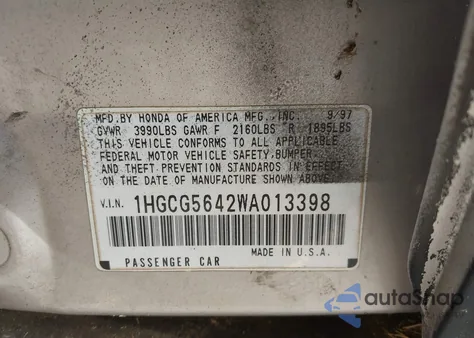 MFD.BY HONDA OF AMERICA MFG.,INC. 9/97
GVWR 3990LBS GAWR F 2160LBS R 1895LBS
THIS VEHICLE CONFORMS TO ALL APPLICABLE
FEDERAL MOTOR VEHICLE SAFETY,BUMPER,
AND THEFT PREVENTION STANDARDS IN EFFECT
ON THE DATE OF MANUFACTURE SHOWN ABOVE.
V.I.N. 1HGCG5642WA013398
MADE IN U.S.A.
PASSENGER CAR
autoSnap